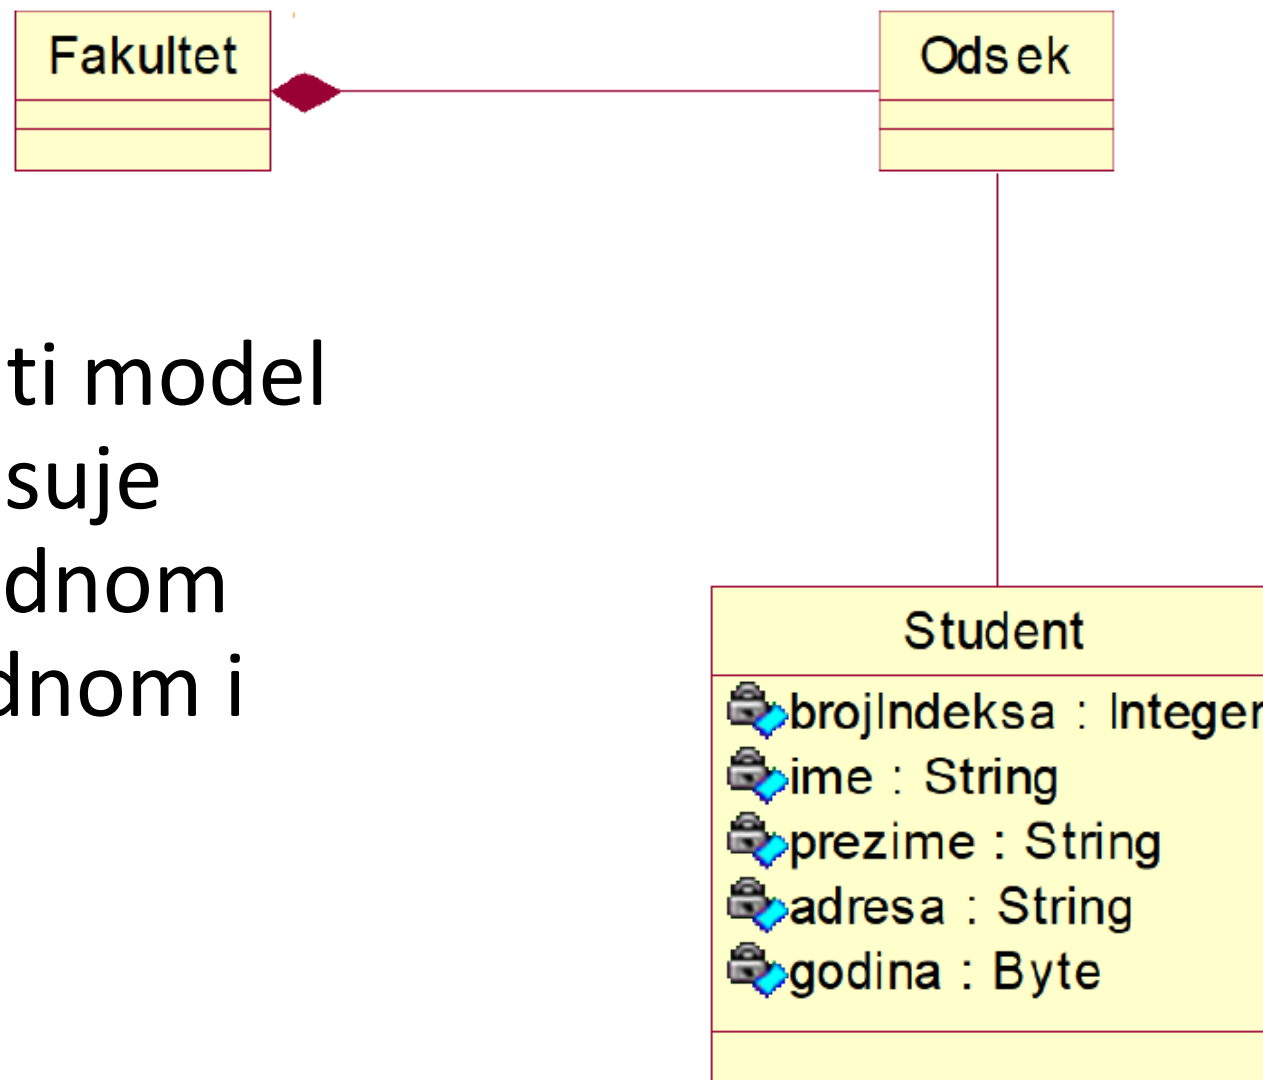 Fakultet
Odsek
ti model
suje
dnom
dnom i
Student
brojIndeksa : Integer
ime : String
prezime : String
adresa : String
godina : Byte